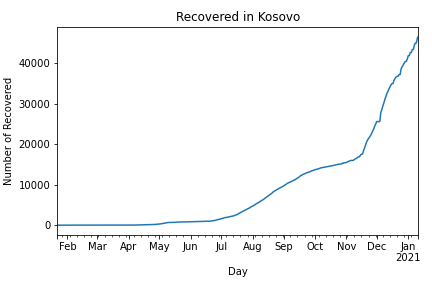 Recovered in Kosovo
Number of Recovered
40000
30000
20000
10000
0
Feb Mar Apr May Jun Jul Aug Sep Oct Nov Dec Jan
2021
Day